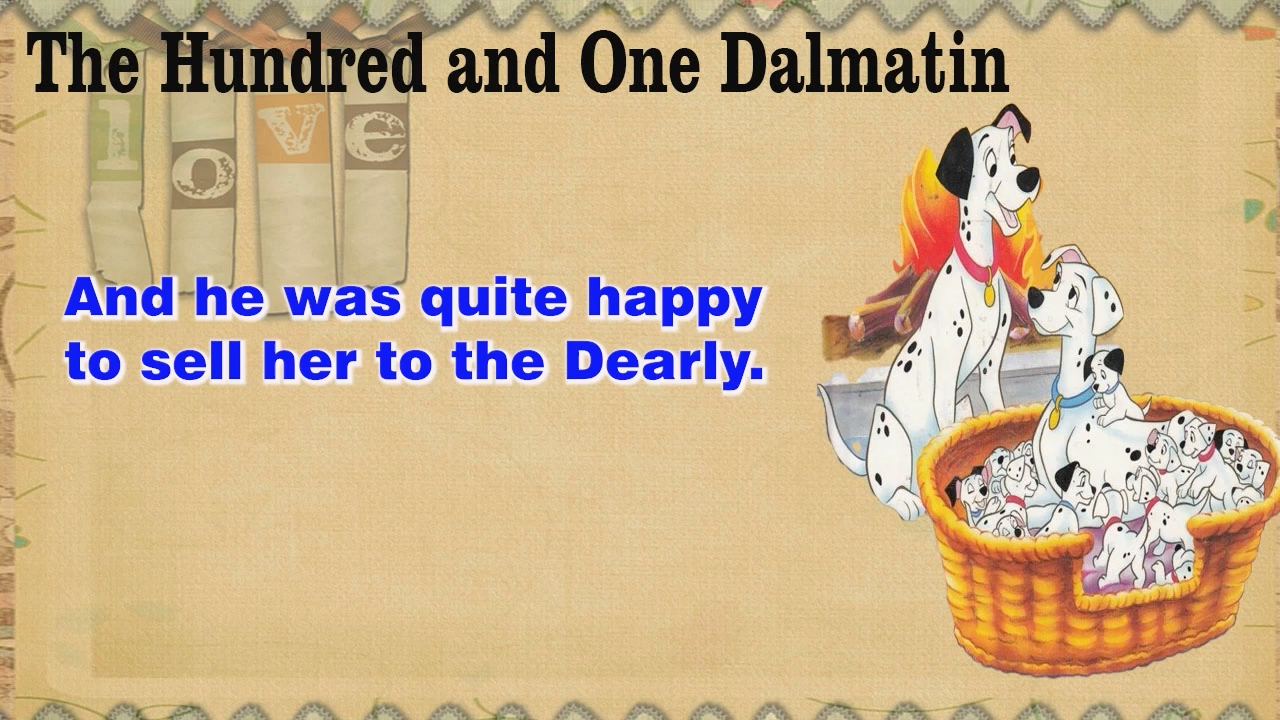 The Hundred and One Dalmatin
love
And he was quite happy
to sell her to the Dearly.